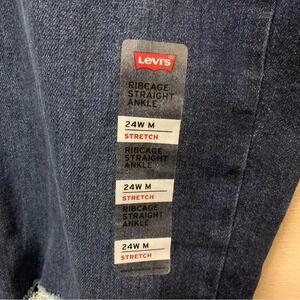 Levi's
RIBCAGE
STRAIGHT
ANKLE
24W M
STRETCH
RIBCAGE
STRAIGHT
ANKLE
24W M
STRETCH
RIBCAGE
STRAIGHT
ANKLE
24W M
STRETCH